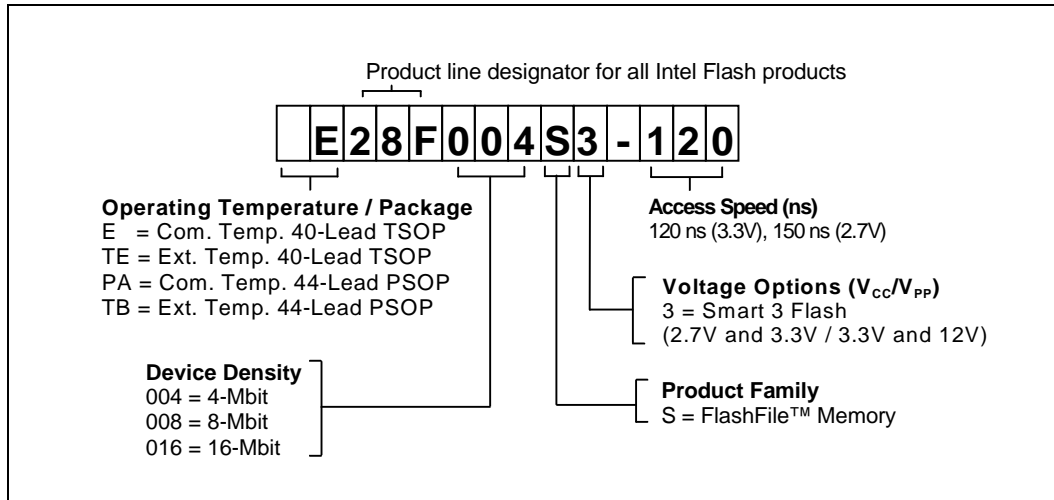 Product line designator for all Intel Flash products
E28F004S3-120
Operating Temperature / Package
E = Com. Temp. 40-Lead TSOP
TE = Ext. Temp. 40-Lead TSOP
PA = Com. Temp. 44-Lead PSOP
TB = Ext. Temp. 44-Lead PSOP
Access Speed (ns)
120 ns (3.3V), 150 ns (2.7V)
Voltage Options (VCC/VPP)
3 = Smart 3 Flash
(2.7V and 3.3V / 3.3V and 12V)
Device Density
004 = 4-Mbit
008 = 8-Mbit
016 = 16-Mbit
Product Family
S = FlashFile™ Memory